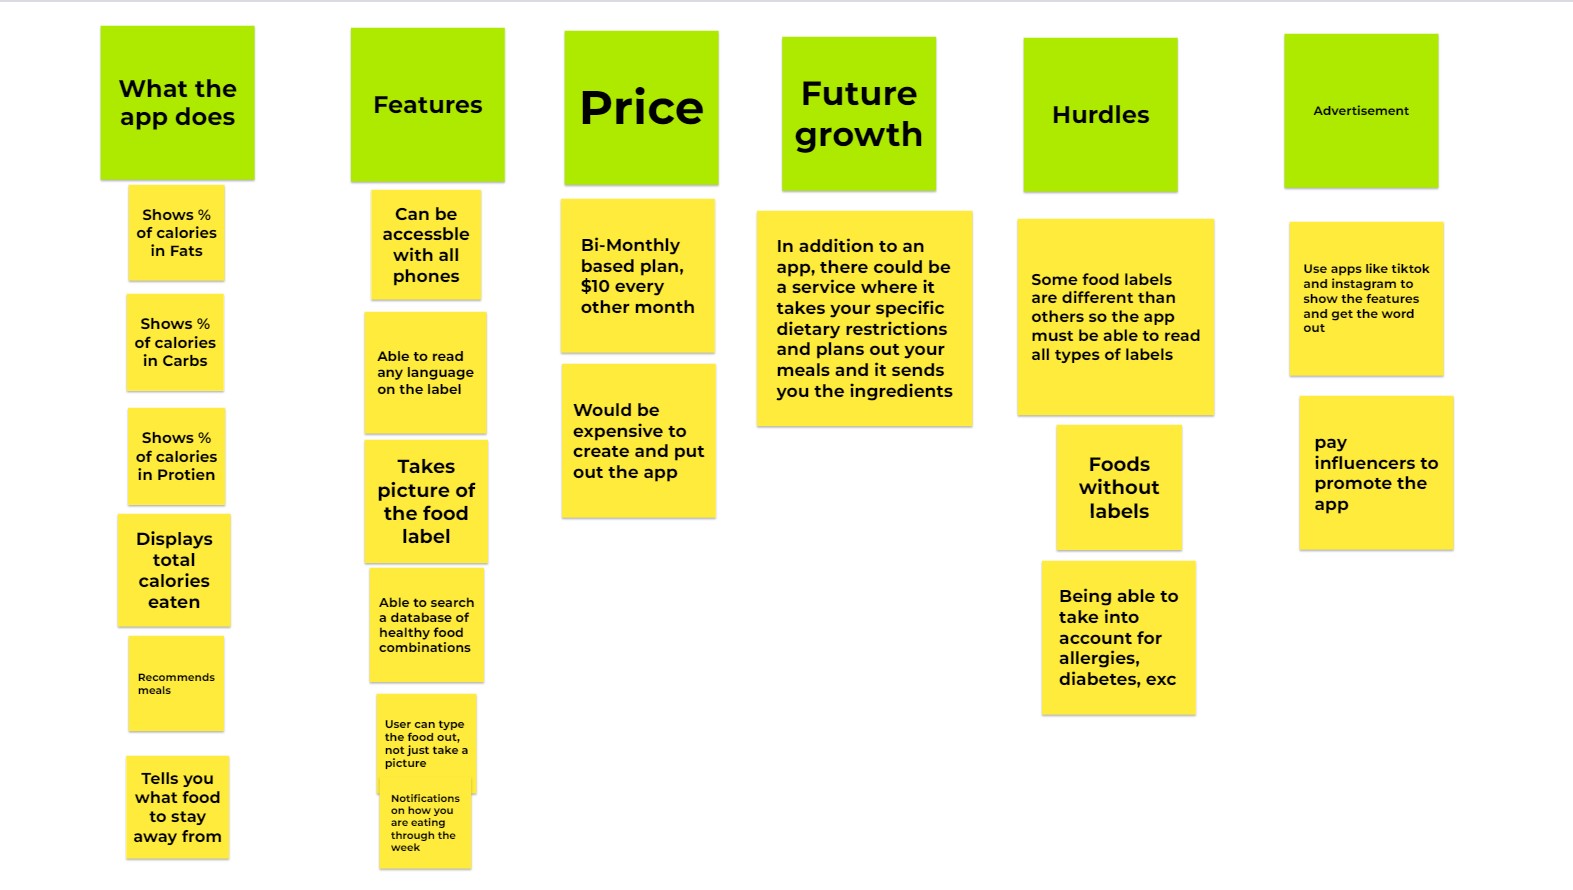 What the
app does
Shows %
of calories
in Fats
Shows %
of calories
in Carbs
Shows %
of calories
in Protien
Displays
total
calories
eaten
Recommends
meals
Tells you
what food
to stay
away from
Features
Can be
accessble
with all
phones
Able to read
any language
on the label
Takes
picture of
the food
label
Able to search
a database of
healthy food
combinations
User can type
the food out,
not just take a
picture
Notifications
on how you
are eating
through the
week
Price
Bi-Monthly
based plan,
$10 every
other month
Would be
expensive to
create and put
out the app
Future
growth
In addition to an
app, there could be
a service where it
takes your specific
dietary restrictions
and plans out your
meals and it sends
you the ingredients
Hurdles
Some food labels
are different than
others so the app
must be able to read
all types of labels
Foods
without
labels
Being able to
take into
account for
allergies,
diabetes, exc
Advertisement
Use apps like tiktok
and instagram to
show the features
and get the word
out
pay
influencers to
promote the
app